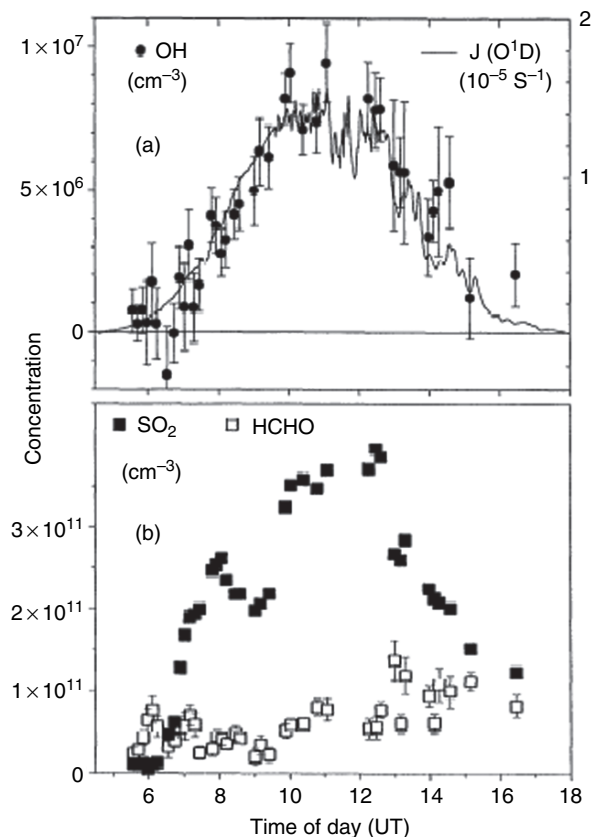 1 × 10⁷
OH
(cm⁻³)
J (O¹D)
(10⁻⁵ S⁻¹)
2
(a)
5 × 10⁶
1
0
Concentration
SO₂
HCHO
(cm⁻³)
(b)
3 × 10¹¹
2 × 10¹¹
1 × 10¹¹
0
6
8
10
12
14
16
18
Time of day (UT)